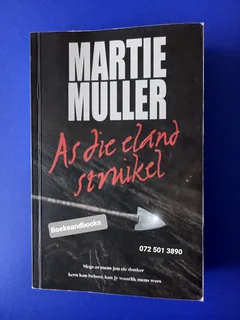 MARTIE
MULLER
As die eland
struikel
Boeksandbooks
072 501 3890
Slegs as mens jou eie donker
kern kan beheer, kan jy waarlik mens wees